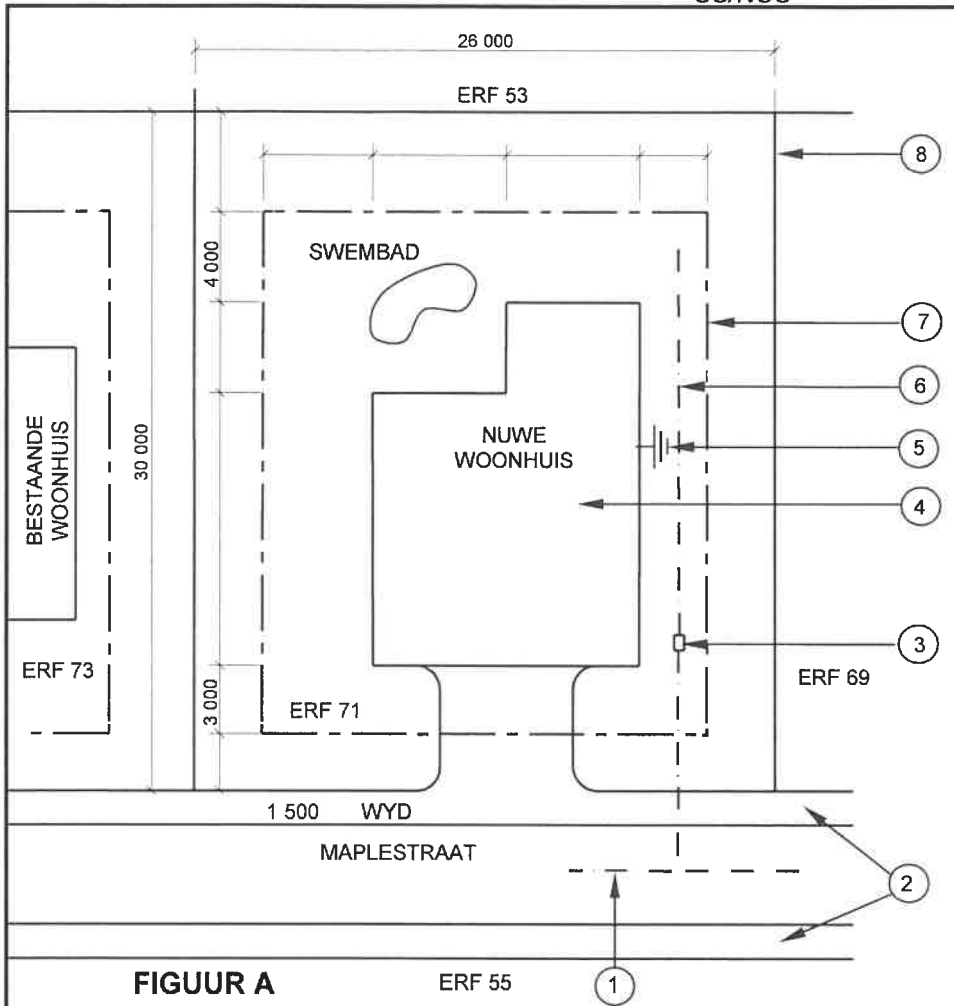 26 000
ERF 53
8
SWEMBAD
4 000
7
6
NUWE
WOONHUIS
5
BESTAANDE
WOONHUIS
30 000
4
3
ERF 73
ERF 69
3 000
ERF 71
1 500 WYD
MAPLESTRAAT
2
FIGUUR A
ERF 55
1